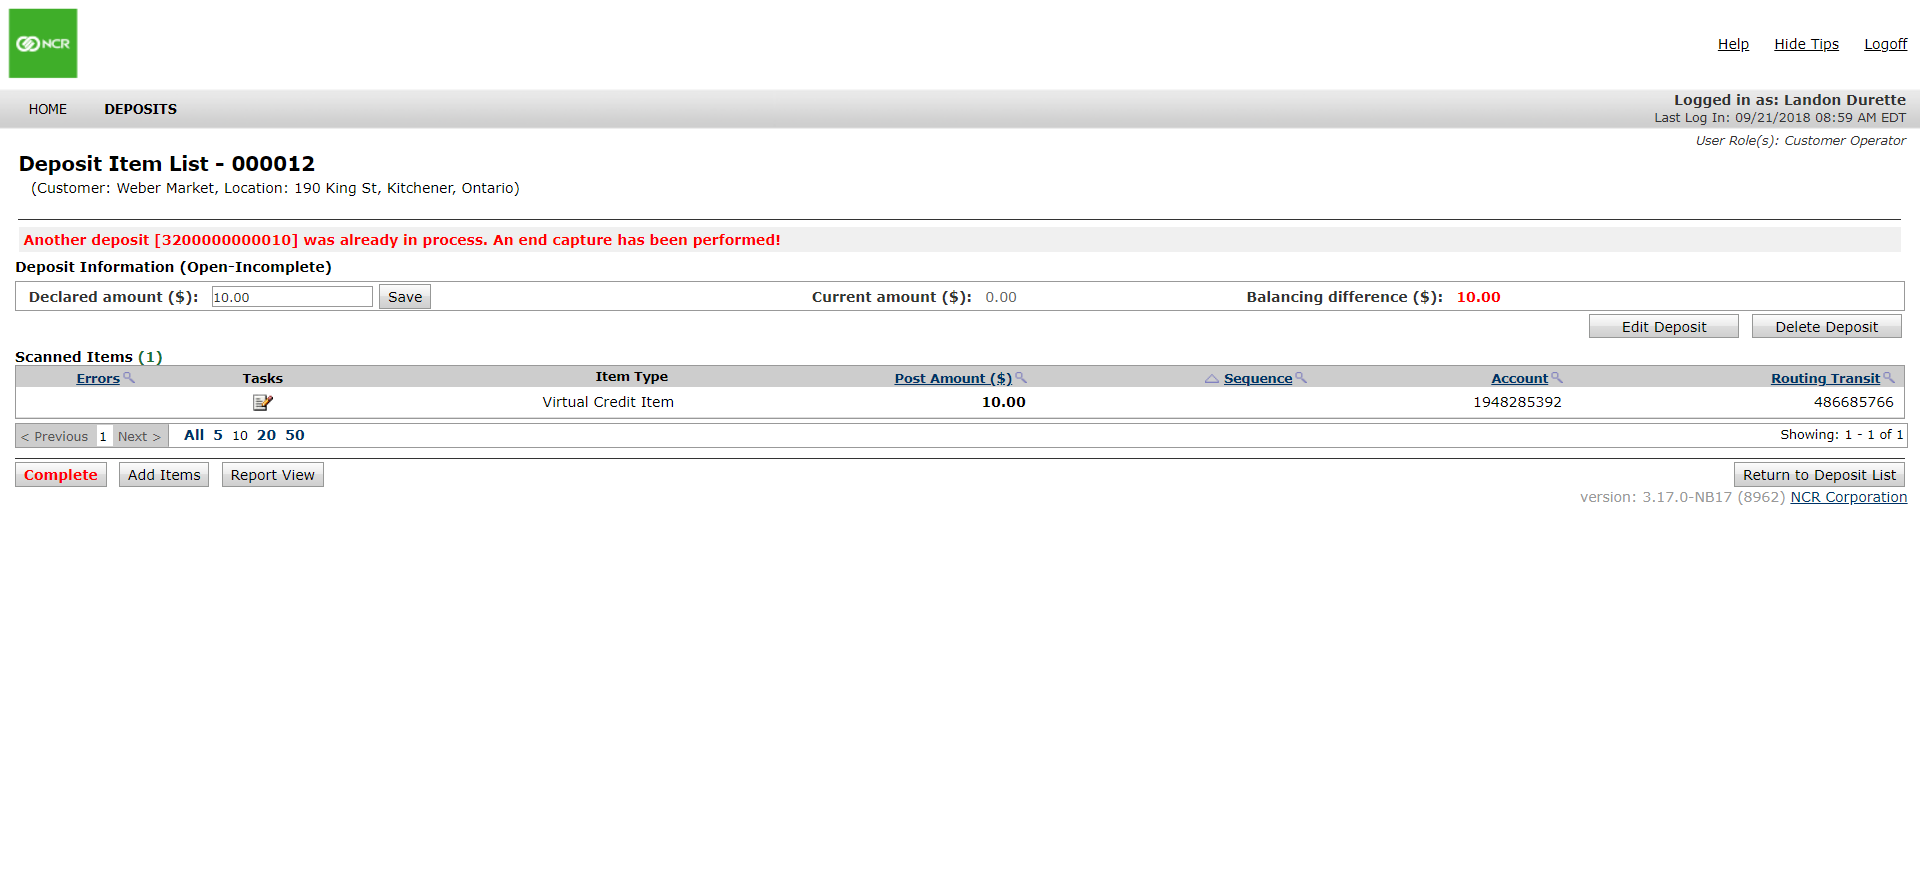 NCR
Help Hide Tips Logoff
HOME DEPOSITS
Logged in as: Landon Durette
Last Log In: 09/21/2018 08:59 AM EDT
User Role(s): Customer Operator
Deposit Item List - 000012
(Customer: Weber Market, Location: 190 King St, Kitchener, Ontario)
Another deposit [3200000000010] was already in process. An end capture has been performed!
Deposit Information (Open-Incomplete)
Declared amount ($): 10.00 Save Current amount ($): 0.00 Balancing difference ($): 10.00
Edit Deposit Delete Deposit
Scanned Items (1)
Errors Tasks Item Type Post Amount ($) Sequence Account Routing Transit
Virtual Credit Item 10.00 1948285392 486685766
< Previous 1 Next > All 5 10 20 50 Showing: 1 - 1 of 1
Complete Add Items Report View Return to Deposit List
version: 3.17.0-NB17 (8962) NCR Corporation